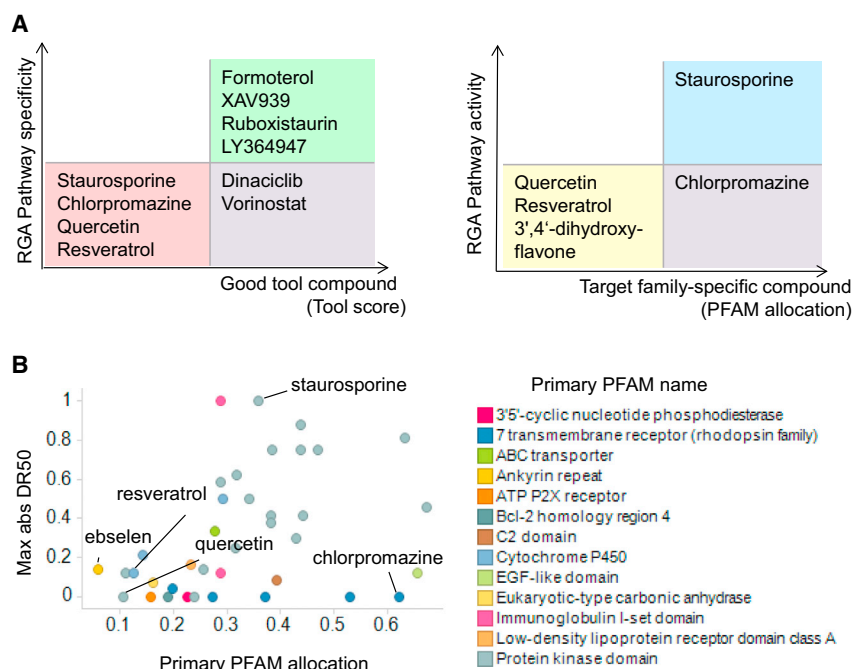 A
RGA Pathway specificity
Formoterol
XAV939
Ruboxistaurin
LY364947
Staurosporine
Chlorpromazine
Quercetin
Resveratrol
Dinaciclib
Vorinostat
Good tool compound
(Tool score)
RGA Pathway activity
Staurosporine
Quercetin
Resveratrol
3',4'-dihydroxy-
flavone
Chlorpromazine
Target family-specific compound
(PFAM allocation)
B
Max abs DR50
1
0.8
0.6
0.4
0.2
0
staurosporine
resveratrol
ebselen
quercetin
chlorpromazine
0.1 0.2 0.3 0.4 0.5 0.6
Primary PFAM allocation
Primary PFAM name
3'5'-cyclic nucleotide phosphodiesterase
7 transmembrane receptor (rhodopsin family)
ABC transporter
Ankyrin repeat
ATP P2X receptor
Bcl-2 homology region 4
C2 domain
Cytochrome P450
EGF-like domain
Eukaryotic-type carbonic anhydrase
Immunoglobulin I-set domain
Low-density lipoprotein receptor domain class A
Protein kinase domain